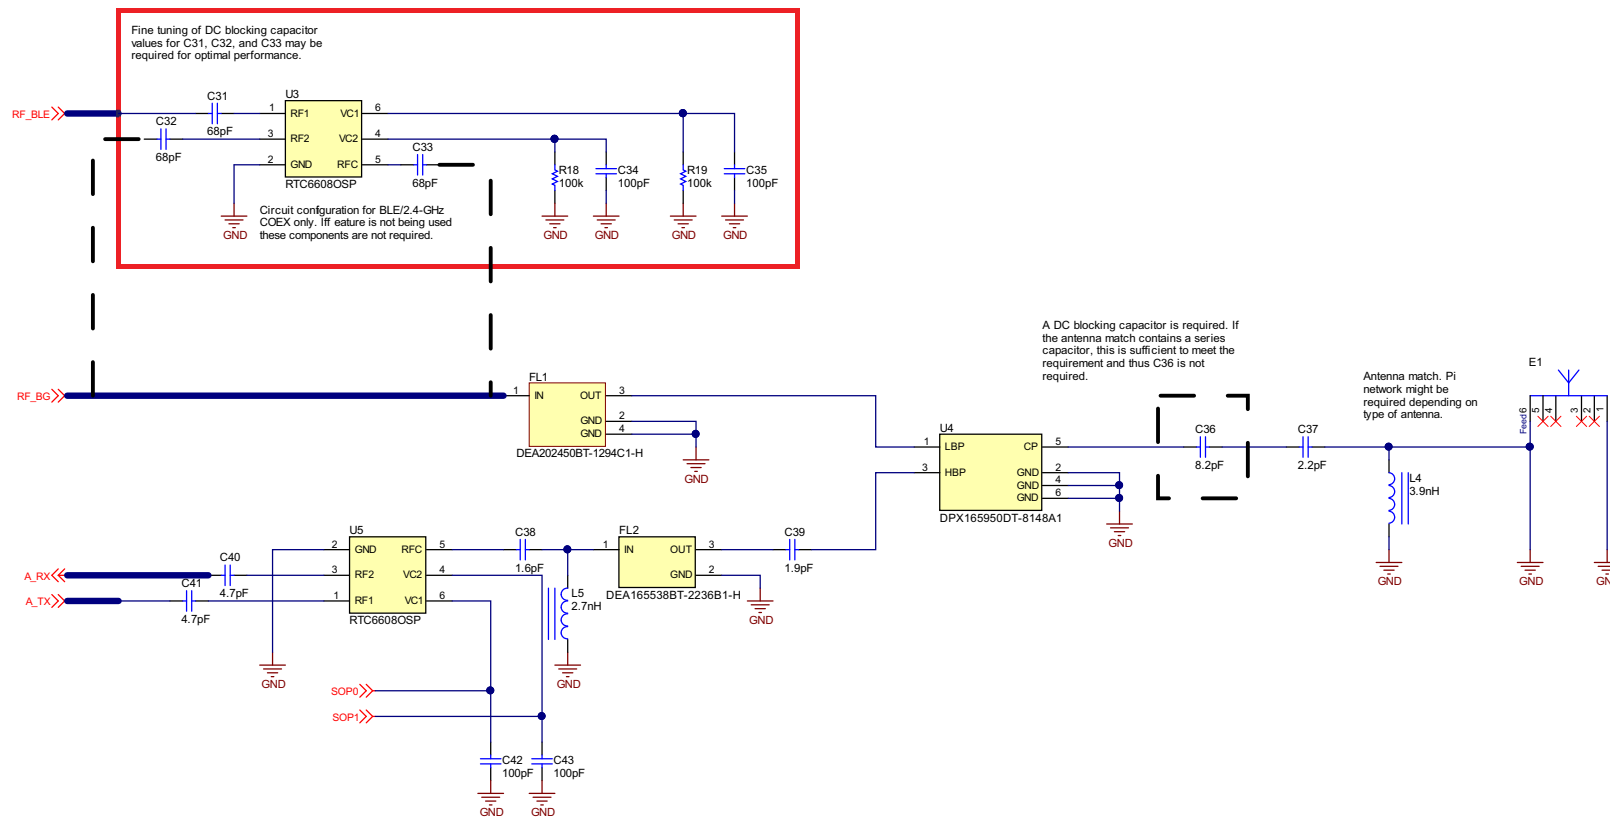 Fine tuning of DC blocking capacitor
values for C31, C32, and C33 may be
required for optimal performance.
RF_BLE
C31
68pF
C32
68pF
U3
1
RF1
VC1
6
3
RF2
VC2
4
2
GND
RFC
5
RTC6608OSP
C33
68pF
R18
100k
C34
100pF
R19
100k
C35
100pF
GND
GND
GND
GND
GND
Circuit configuration for BLE/2.4-GHz
COEX only. Iff eature is not being used
these components are not required.
RF_BG
FL1
1
IN
OUT
3
GND
2
GND
4
DEA202450BT-1294C1-H
GND
A DC blocking capacitor is required. If
the antenna match contains a series
capacitor, this is sufficient to meet the
requirement and thus C36 is not
required.
U4
1
LBP
CP
5
3
HBP
GND
2
GND
4
GND
6
DPX165950DT-8148A1
GND
C36
8.2pF
C37
2.2pF
Antenna match. Pi
network might be
required depending on
type of antenna.
L4
3.9nH
GND
E1
Feed
6
5
4
3
2
1
GND
GN
U5
2
GND
RFC
5
3
RF2
VC2
4
1
RF1
VC1
6
RTC6608OSP
A_RX
C40
4.7pF
A_TX
C41
4.7pF
GND
C38
1.6pF
L5
2.7nH
GND
FL2
1
IN
OUT
3
GND
2
DEA165538BT-2236B1-H
GND
C39
1.9pF
SOP0
SOP1
C42
100pF
C43
100pF
GND
GND